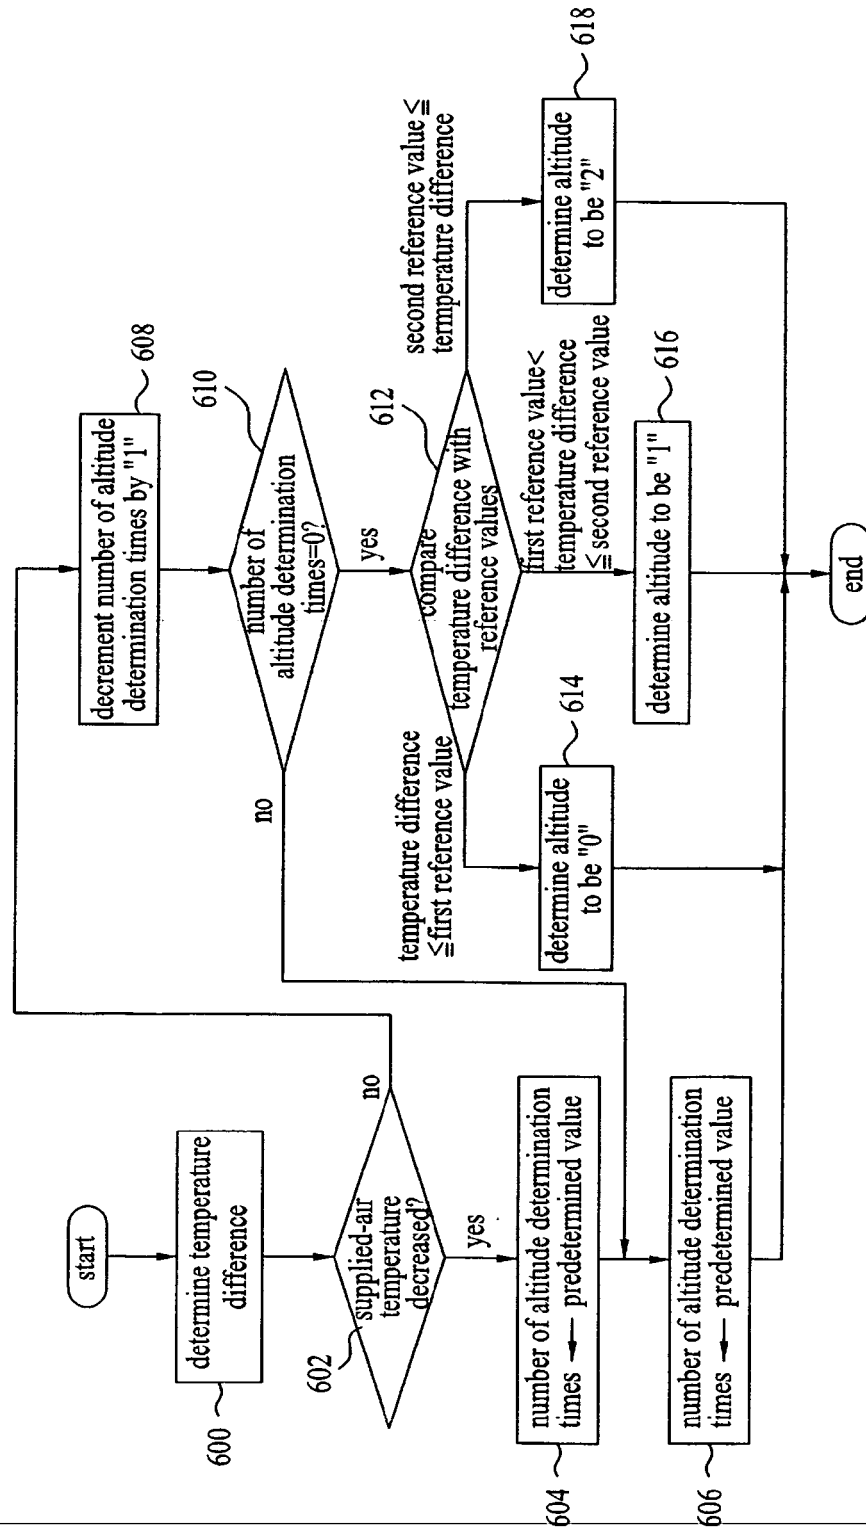 start
determine temperature
difference
600
supplied-air
temperature
decreased?
602
no
yes
number of altitude determination
times ← predetermined value
604
number of altitude determination
times ← predetermined value
606
decrement number of altitude
determination times by "1"
608
number of
altitude determination
times=0?
610
no
yes
compare
temperature difference with
reference values
612
temperature difference
≦first reference value
first reference value<
temperature difference
≦ second reference value
second reference value ≦
termperature difference
determine altitude
to be "0"
614
determine altitude to be "1"
616
determine altitude
to be "2"
618
end